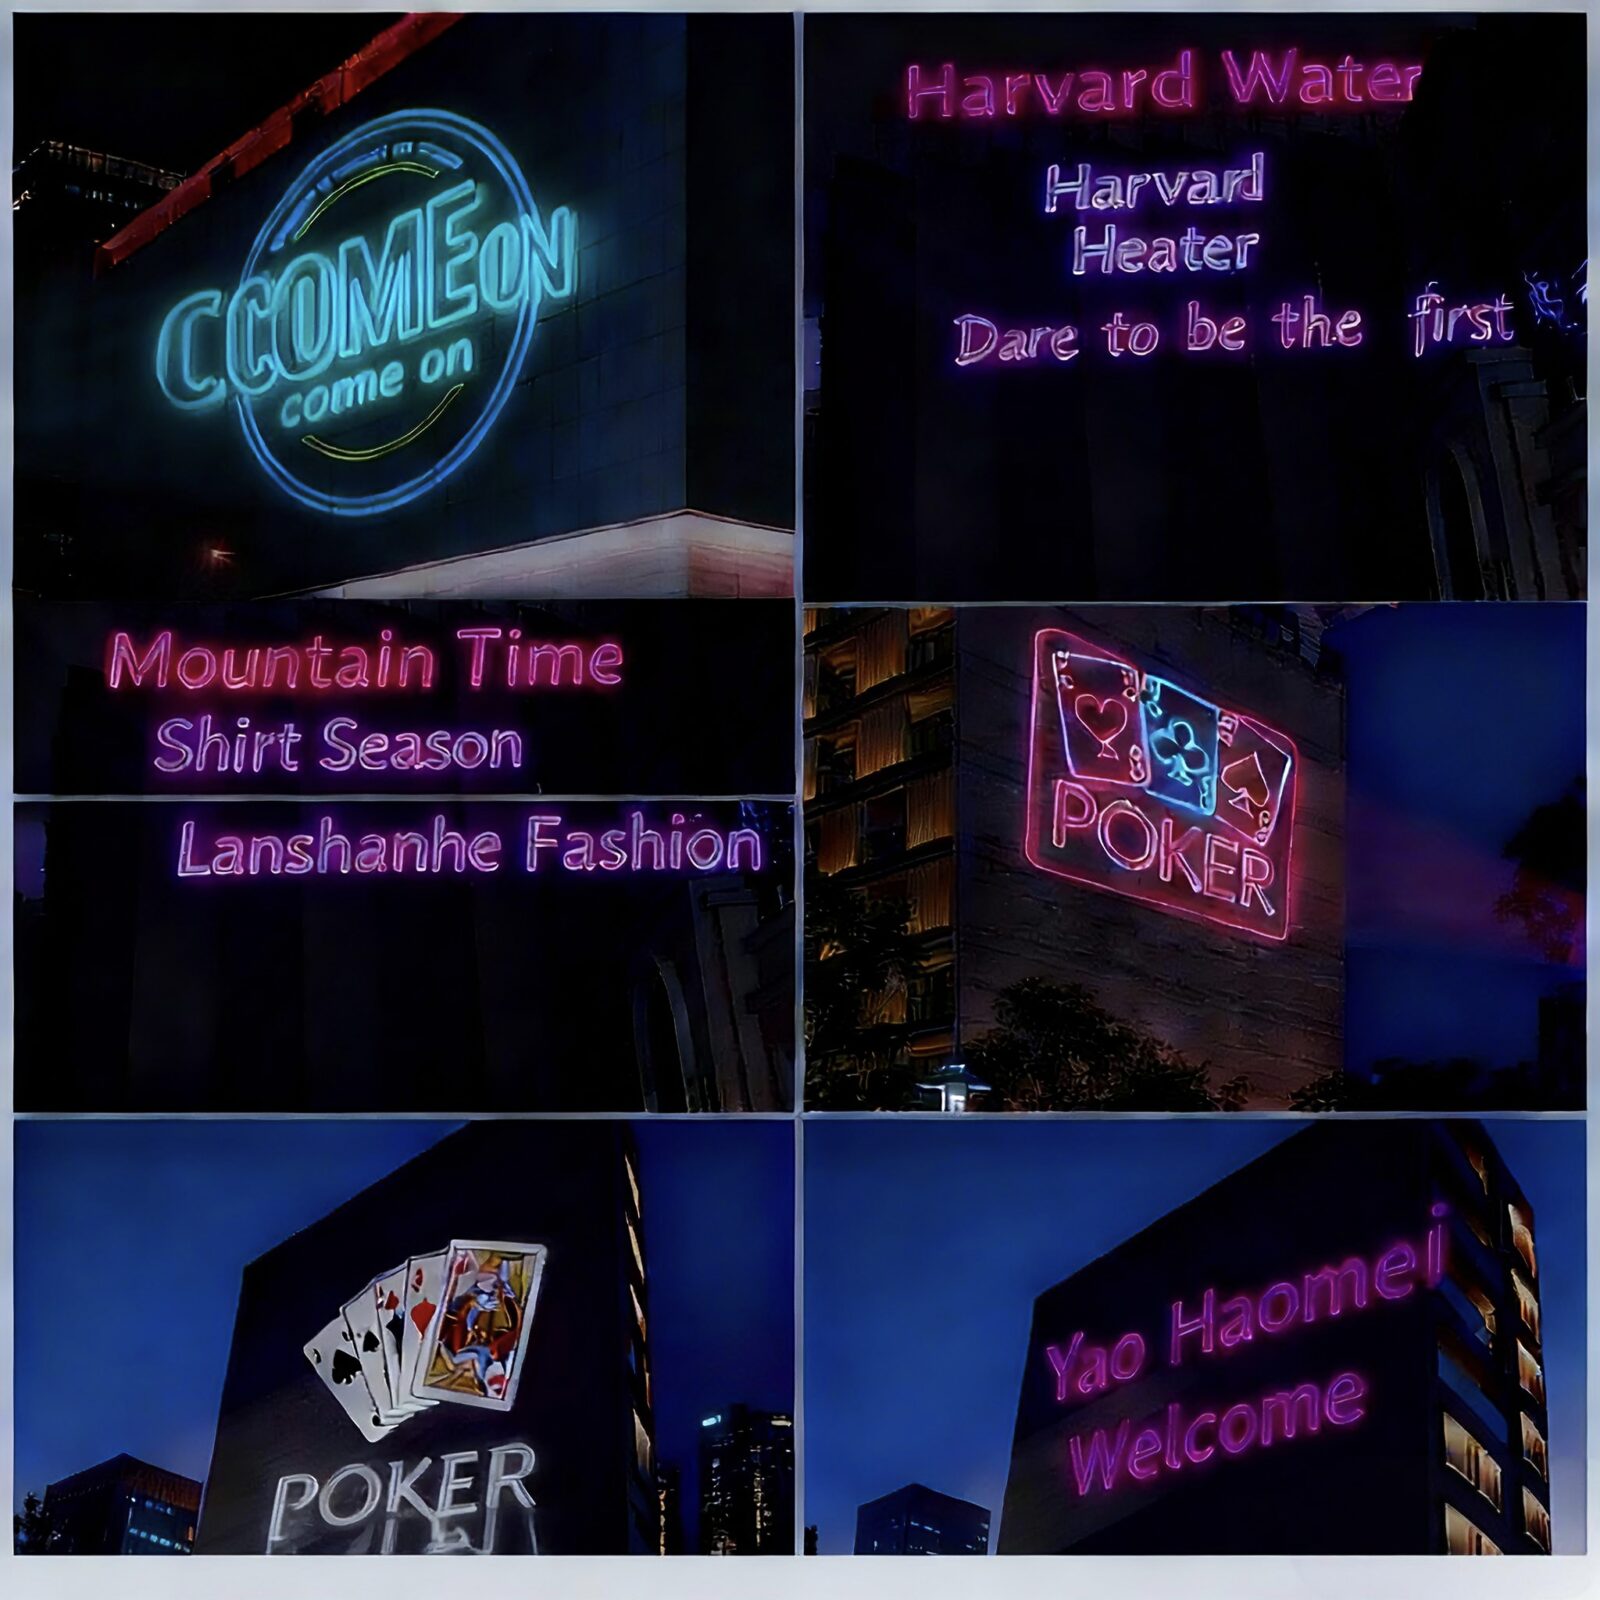 CCOMEON
come on
Harvard Water
Harvard
Heater
Dare to be the first
Mountain Time
Shirt Season
Lanshanhe Fashion
POKER
POKER
Yao Haomei
Welcome